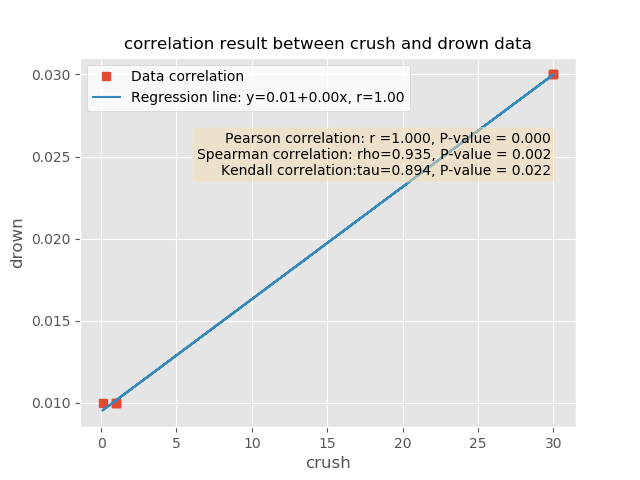 correlation result between crush and drown data
Data correlation
Regression line: y=0.01+0.00x, r=1.00
Pearson correlation: r =1.000, P-value = 0.000
Spearman correlation: rho=0.935, P-value = 0.002
Kendall correlation:tau=0.894, P-value = 0.022
0.030
0.025
0.020
0.015
0.010
drown
0 5 10 15 20 25 30
crush